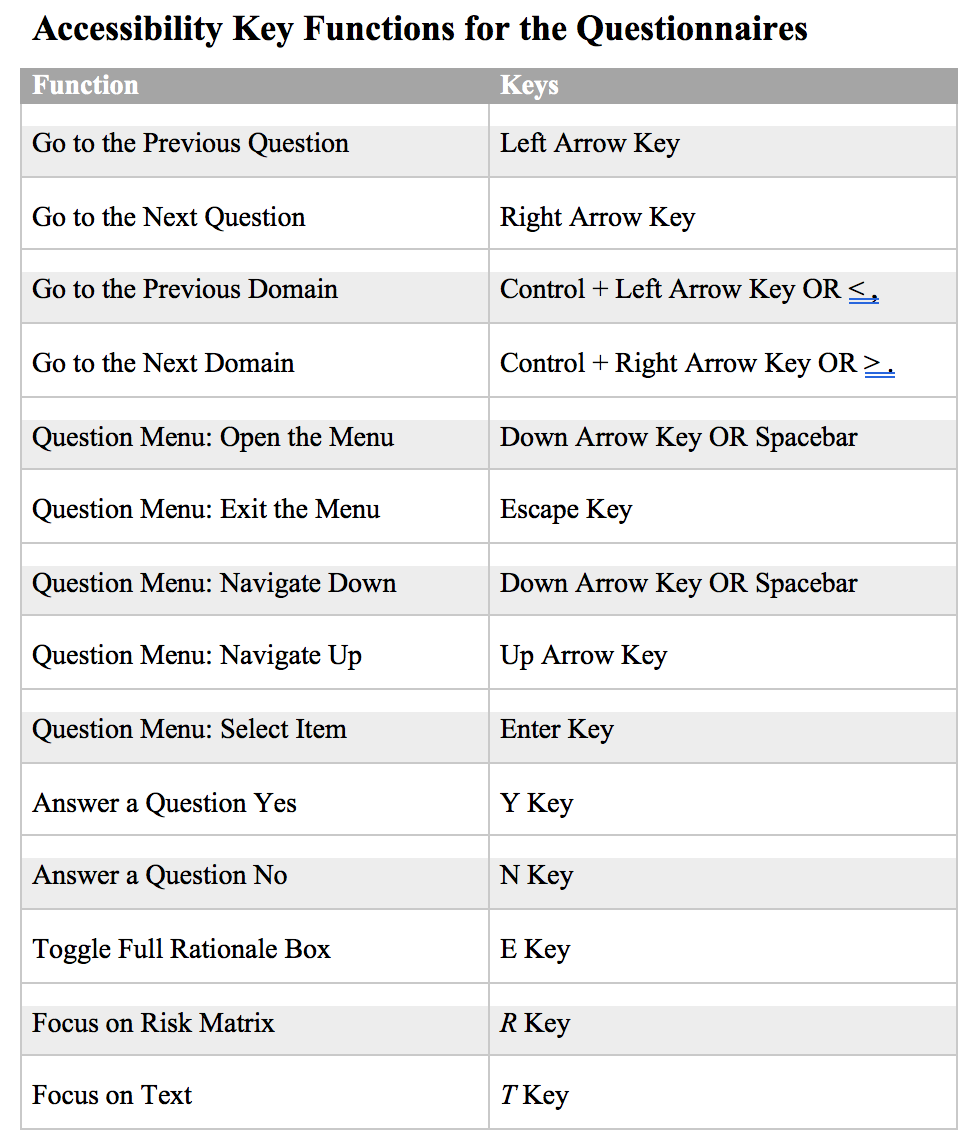 Accessibility Key Functions for the Questionnaires
Function Keys
Go to the Previous Question Left Arrow Key
Go to the Next Question Right Arrow Key
Go to the Previous Domain Control + Left Arrow Key OR < ,
Go to the Next Domain Control + Right Arrow Key OR > .
Question Menu: Open the Menu Down Arrow Key OR Spacebar
Question Menu: Exit the Menu Escape Key
Question Menu: Navigate Down Down Arrow Key OR Spacebar
Question Menu: Navigate Up Up Arrow Key
Question Menu: Select Item Enter Key
Answer a Question Yes Y Key
Answer a Question No N Key
Toggle Full Rationale Box E Key
Focus on Risk Matrix R Key
Focus on Text T Key